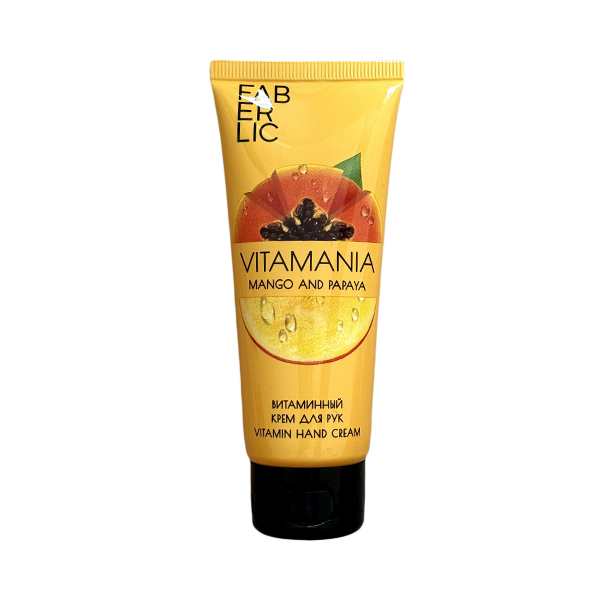 FAB
ER
LIC
VITAMANIA
MANGO AND PAPAYA
ВИТАМИННЫЙ
КРЕМ ДЛЯ РУК
VITAMIN HAND CREAM